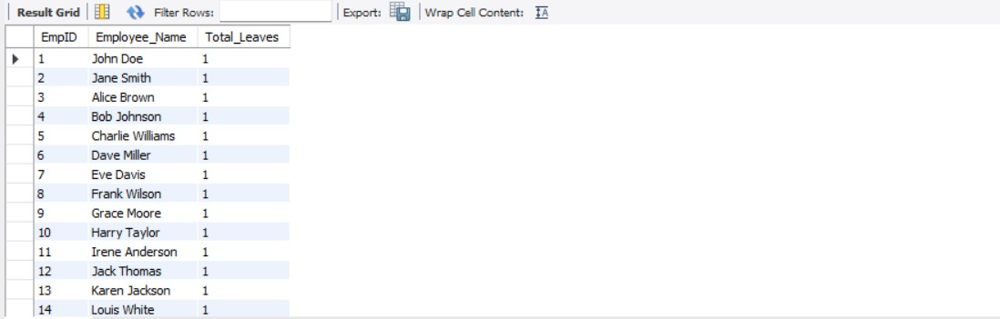 Result Grid Filter Rows: Export: Wrap Cell Content: IA
EmpID Employee_Name Total_Leaves
1 John Doe 1
2 Jane Smith 1
3 Alice Brown 1
4 Bob Johnson 1
5 Charlie Williams 1
6 Dave Miller 1
7 Eve Davis 1
8 Frank Wilson 1
9 Grace Moore 1
10 Harry Taylor 1
11 Irene Anderson 1
12 Jack Thomas 1
13 Karen Jackson 1
14 Louis White 1